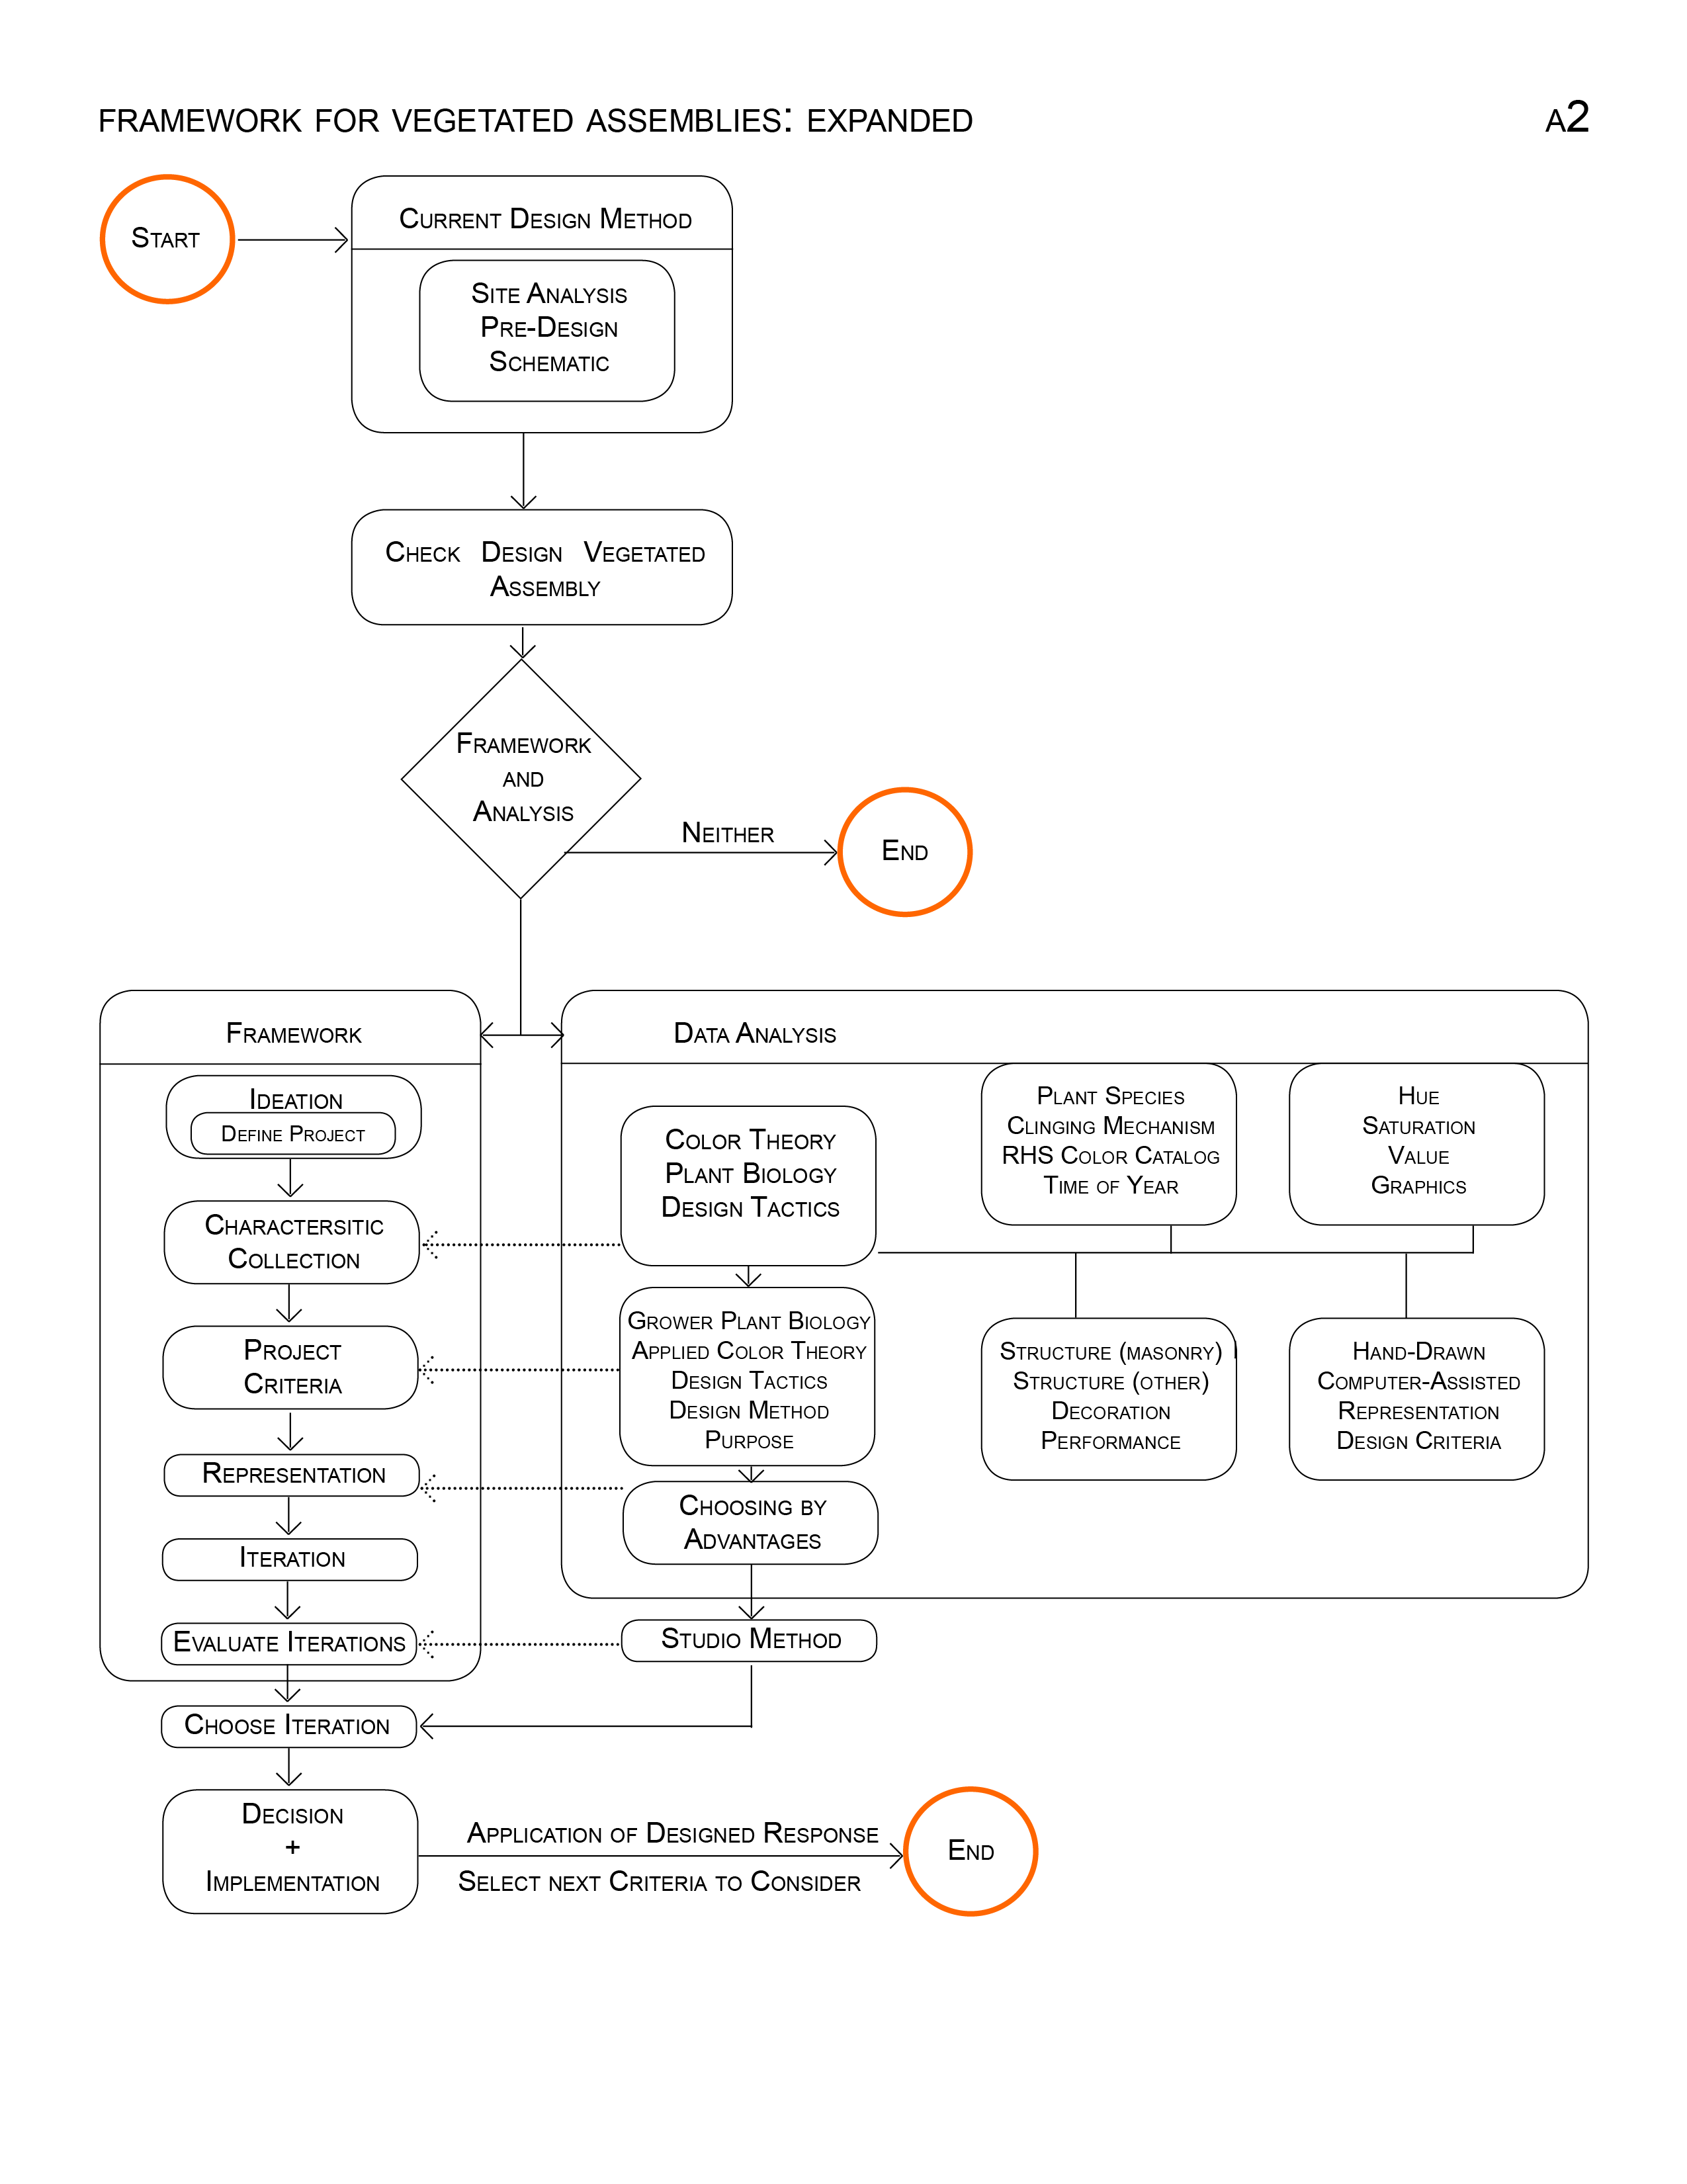 FRAMEWORK FOR VEGETATED ASSEMBLIES: EXPANDED
A2
START
CURRENT DESIGN METHOD
SITE ANALYSIS
PRE-DESIGN
SCHEMATIC
CHECK DESIGN VEGETATED
ASSEMBLY
FRAMEWORK
AND
ANALYSIS
NEITHER
END
FRAMEWORK
IDEATION
DEFINE PROJECT
CHARACTERSITIC
COLLECTION
PROJECT
CRITERIA
REPRESENTATION
ITERATION
EVALUATE ITERATIONS
CHOOSE ITERATION
DECISION
+
IMPLEMENTATION
DATA ANALYSIS
COLOR THEORY
PLANT BIOLOGY
DESIGN TACTICS
GROWER PLANT BIOLOGY
APPLIED COLOR THEORY
DESIGN TACTICS
DESIGN METHOD
PURPOSE
CHOOSING BY
ADVANTAGES
STUDIO METHOD
PLANT SPECIES
CLINGING MECHANISM
RHS COLOR CATALOG
TIME OF YEAR
HUE
SATURATION
VALUE
GRAPHICS
STRUCTURE (MASONRY)
STRUCTURE (OTHER)
DECORATION
PERFORMANCE
HAND-DRAWN
COMPUTER-ASSISTED
REPRESENTATION
DESIGN CRITERIA
APPLICATION OF DESIGNED RESPONSE
SELECT NEXT CRITERIA TO CONSIDER
END